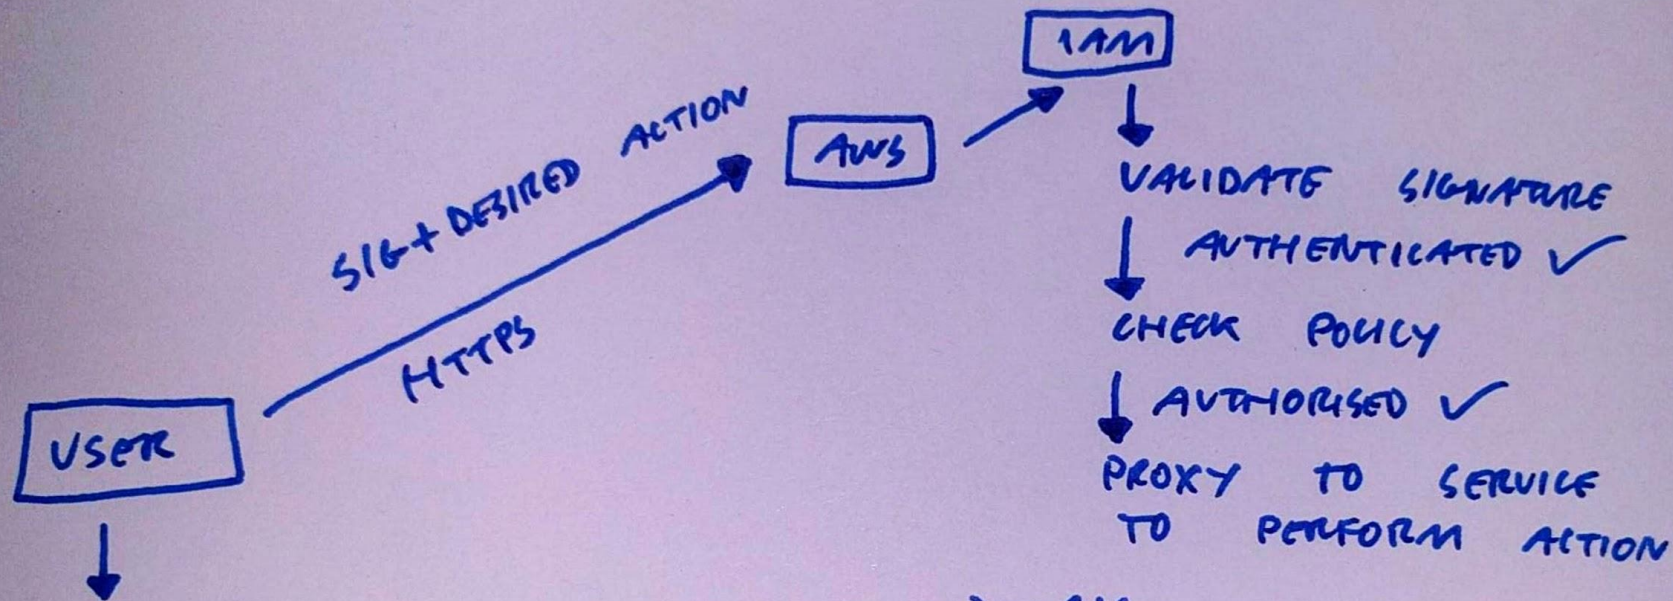 IAM
AWS
SIG + DESIRED ACTION
HTTPS
USER
VALIDATE SIGNATURE
AUTHENTICATED ✓
CHECK POLICY
AUTHORISED ✓
PROXY TO SERVICE
TO PERFORM ACTION